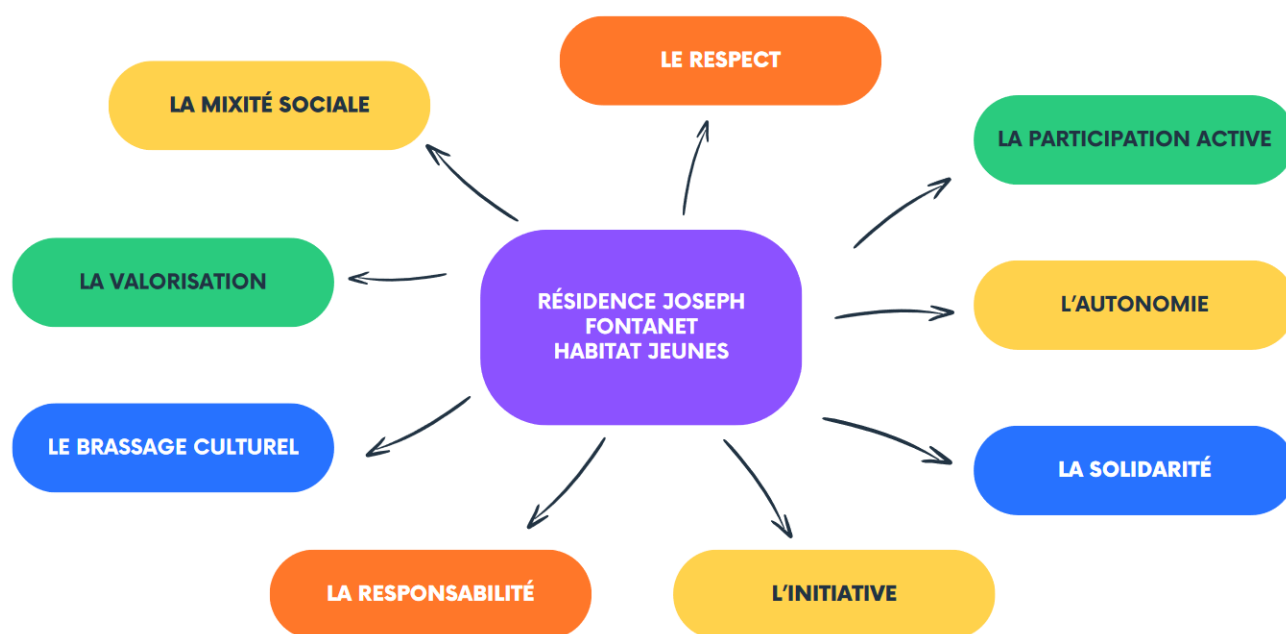 LE RESPECT
LA MIXITÉ SOCIALE
LA PARTICIPATION ACTIVE
LA VALORISATION
RÉSIDENCE JOSEPH
FONTANET
HABITAT JEUNES
L'AUTONOMIE
LE BRASSAGE CULTUREL
LA SOLIDARITÉ
LA RESPONSABILITÉ
L'INITIATIVE